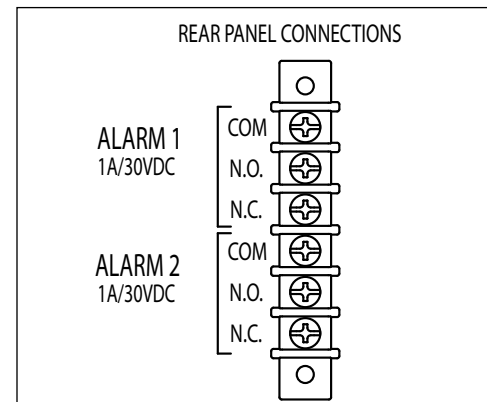 REAR PANEL CONNECTIONS
ALARM 1
1A/30VDC
COM
N.O.
N.C.
ALARM 2
1A/30VDC
COM
N.O.
N.C.